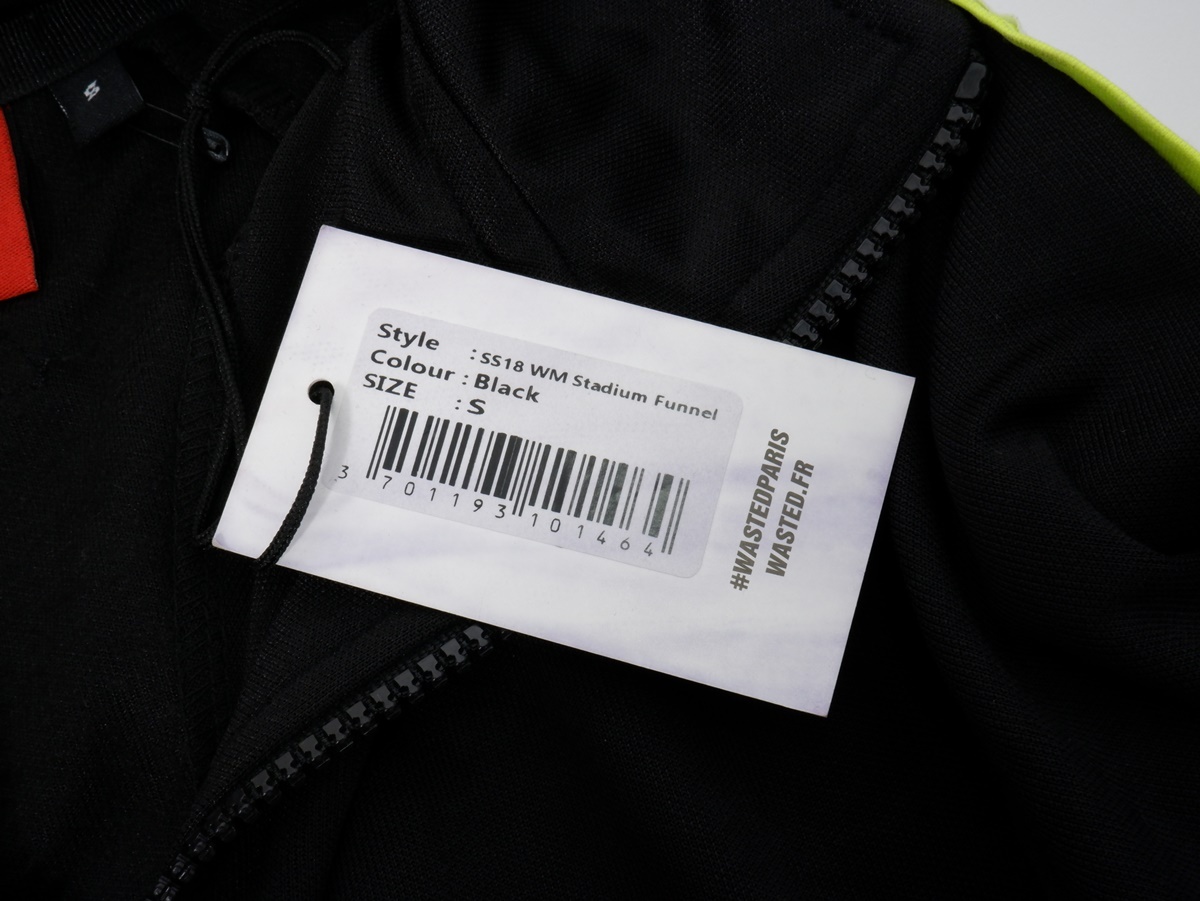 S
Style : SS18 WM Stadium Funnel
Colour : Black
SIZE : S
3 701193 101464
#WASTEDPARIS
WASTED.FR